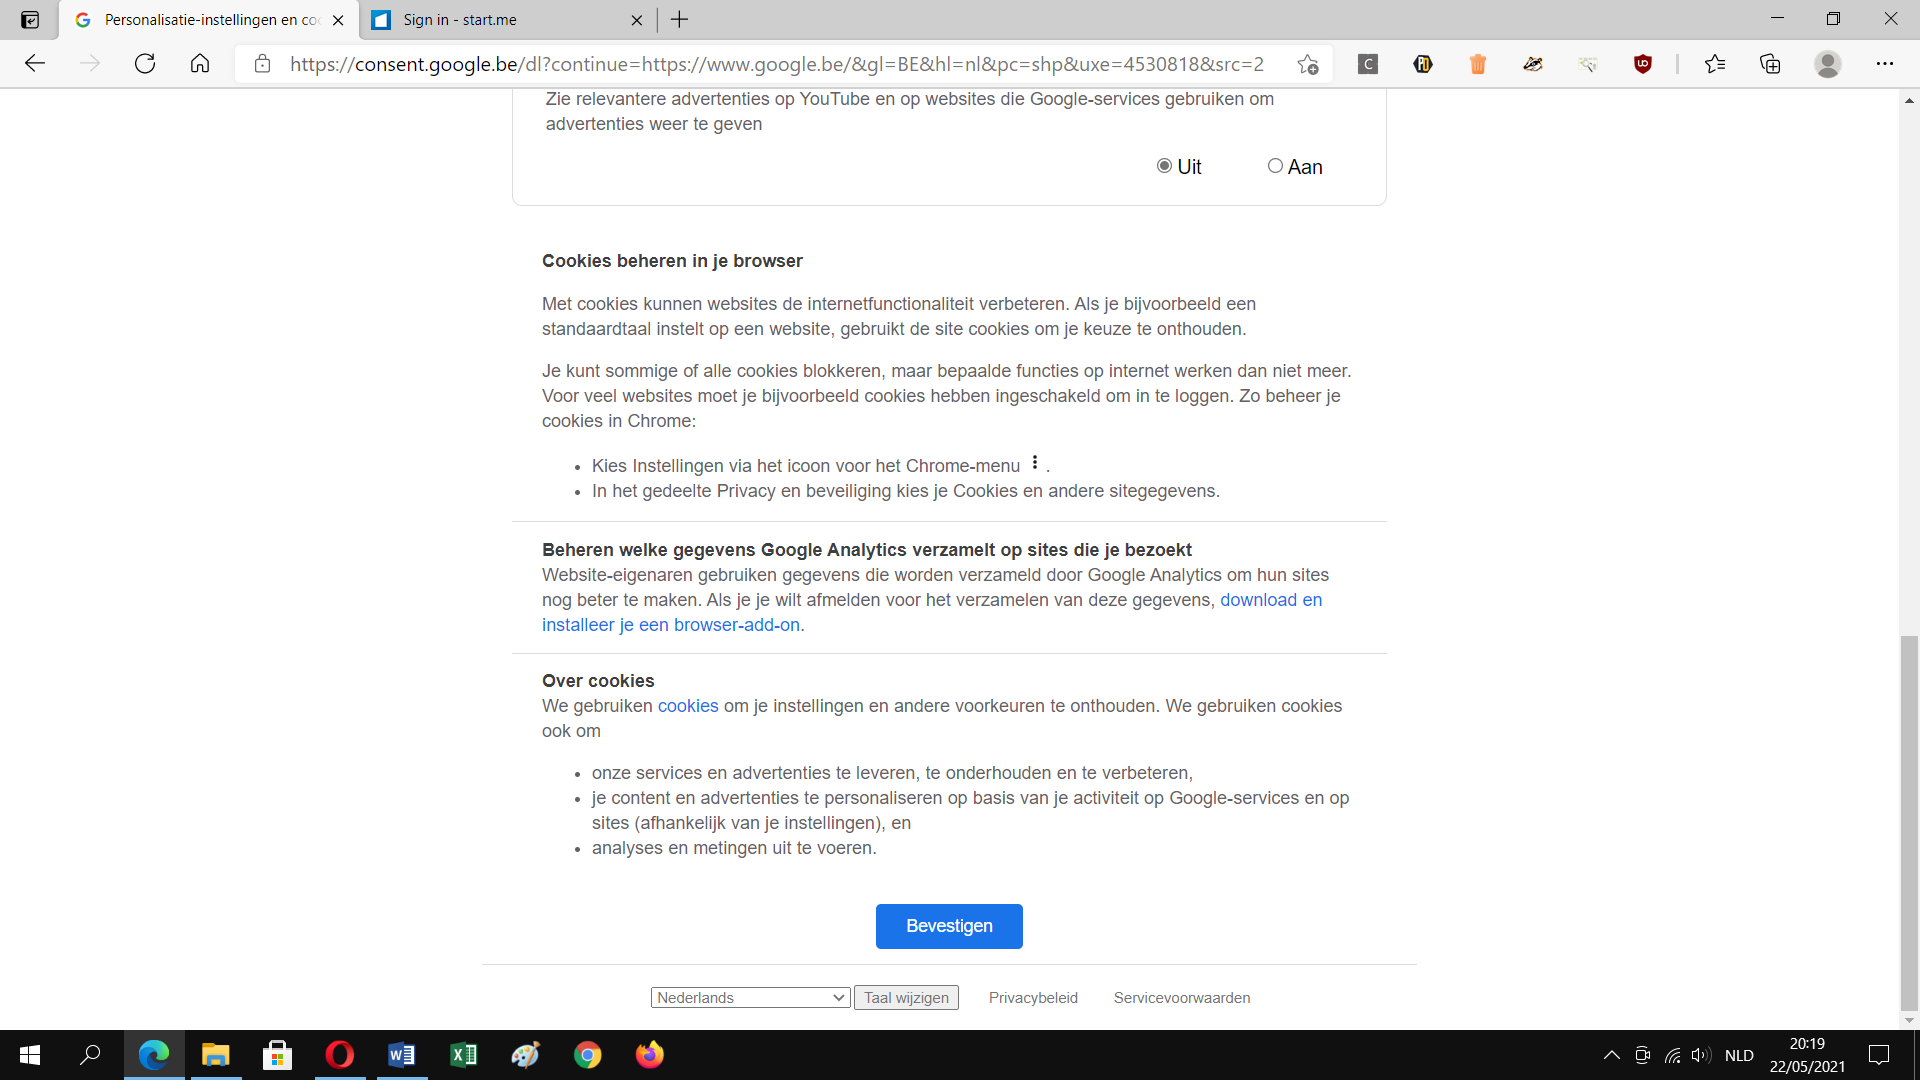 Personalisatie-instellingen en coo
Sign in - start.me
https://consent.google.be/dl?continue=https://www.google.be/&gl=BE&hl=nl&pc=shp&uxe=4530818&src=2
Zie relevantere advertenties op YouTube en op websites die Google-services gebruiken om
advertenties weer te geven
Uit Aan
Cookies beheren in je browser
Met cookies kunnen websites de internetfunctionaliteit verbeteren. Als je bijvoorbeeld een
standaardtaal instelt op een website, gebruikt de site cookies om je keuze te onthouden.
Je kunt sommige of alle cookies blokkeren, maar bepaalde functies op internet werken dan niet meer.
Voor veel websites moet je bijvoorbeeld cookies hebben ingeschakeld om in te loggen. Zo beheer je
cookies in Chrome:
• Kies Instellingen via het icoon voor het Chrome-menu ⋮ .
• In het gedeelte Privacy en beveiliging kies je Cookies en andere sitegegevens.
Beheren welke gegevens Google Analytics verzamelt op sites die je bezoekt
Website-eigenaren gebruiken gegevens die worden verzameld door Google Analytics om hun sites
nog beter te maken. Als je je wilt afmelden voor het verzamelen van deze gegevens, download en
installeer je een browser-add-on.
Over cookies
We gebruiken cookies om je instellingen en andere voorkeuren te onthouden. We gebruiken cookies
ook om
• onze services en advertenties te leveren, te onderhouden en te verbeteren,
• je content en advertenties te personaliseren op basis van je activiteit op Google-services en op
sites (afhankelijk van je instellingen), en
• analyses en metingen uit te voeren.
Bevestigen
Nederlands Taal wijzigen Privacybeleid Servicevoorwaarden
NLD
20:19
22/05/2021